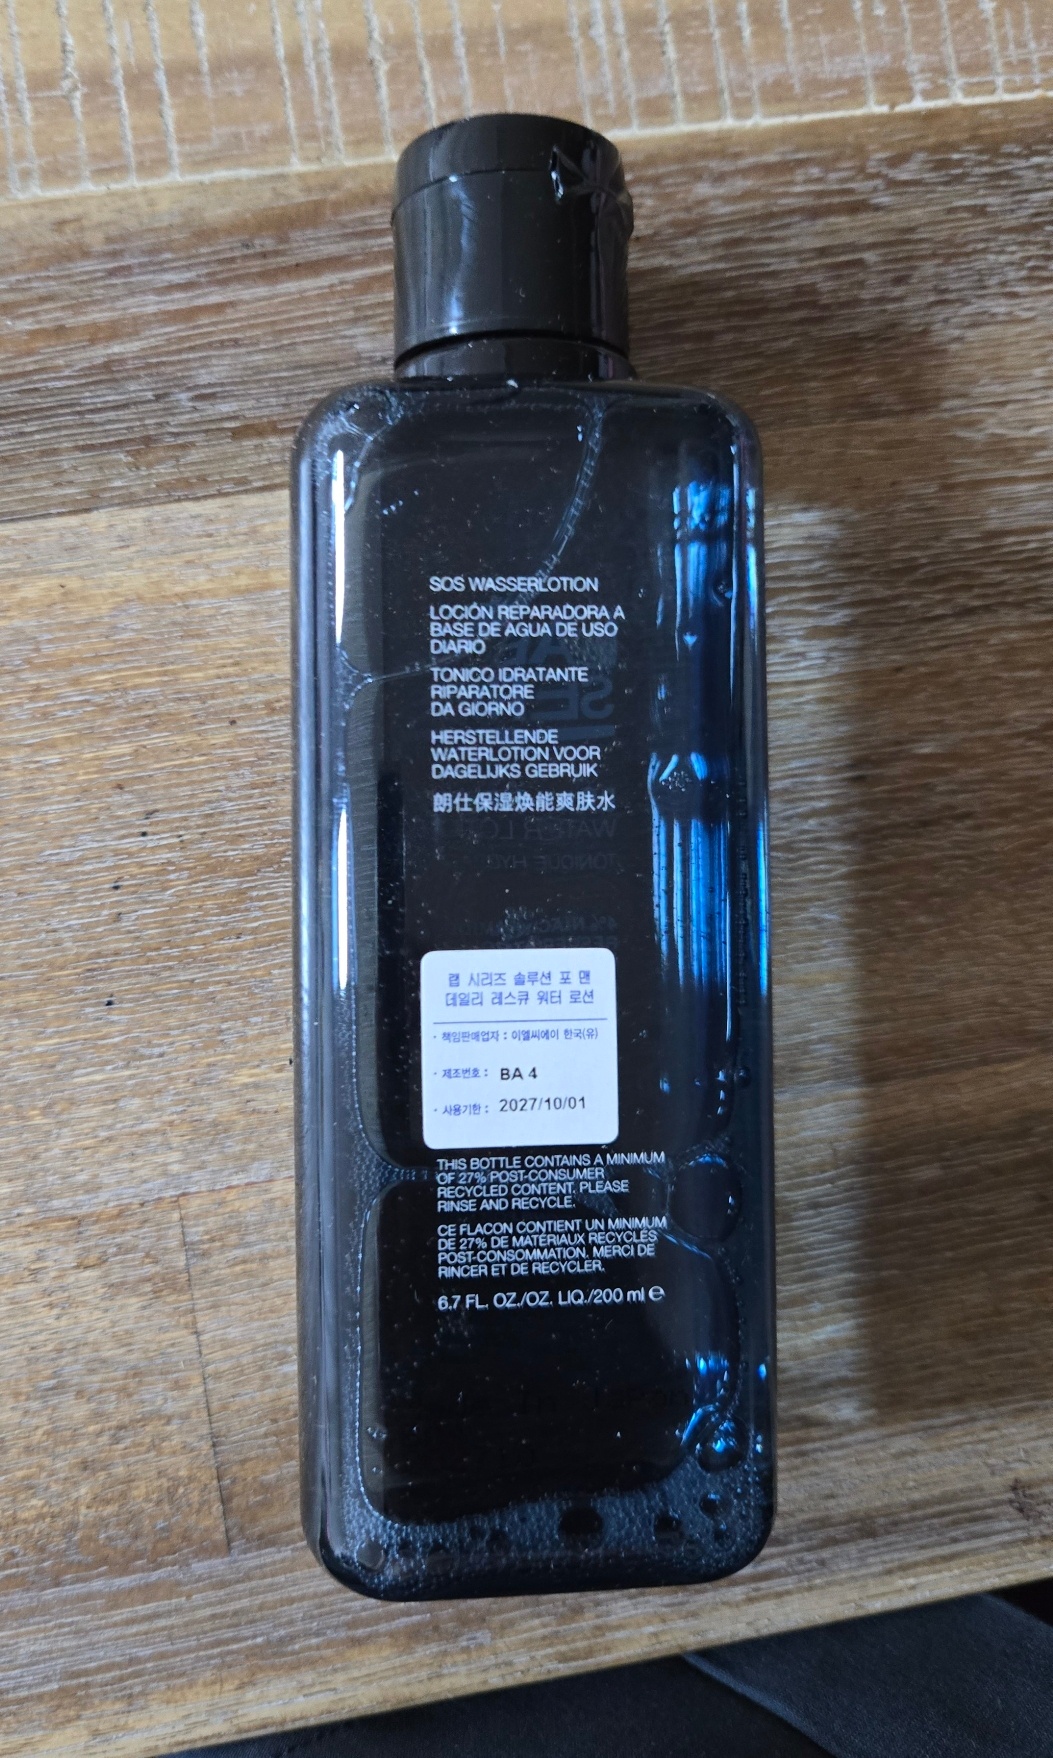 SOS WASSERLOTION
LOCIÓN REPARADORA A
BASE DE AGUA DE USO
DIARIO
TONICO IDRATANTE
RIPARATORE
DA GIORNO
HERSTELLENDE
WATERLOTION VOOR
DAGELIJKS GEBRUIK
朗仕保湿焕能爽肤水
랩 시리즈 솔루션 포 맨
데일리 레스큐 워터 로션
· 책임판매업자 : 이엘씨에이 한국(유)
· 제조번호 : BA 4
· 사용기한 : 2027/10/01
THIS BOTTLE CONTAINS A MINIMUM
OF 27% POST-CONSUMER
RECYCLED CONTENT. PLEASE
RINSE AND RECYCLE.
CE FLACON CONTIENT UN MINIMUM
DE 27% DE MATÉRIAUX RECYCLÉS
POST-CONSOMMATION. MERCI DE
RINCER ET DE RECYCLER.
6.7 FL. OZ./OZ. LIQ./200 ml ℮